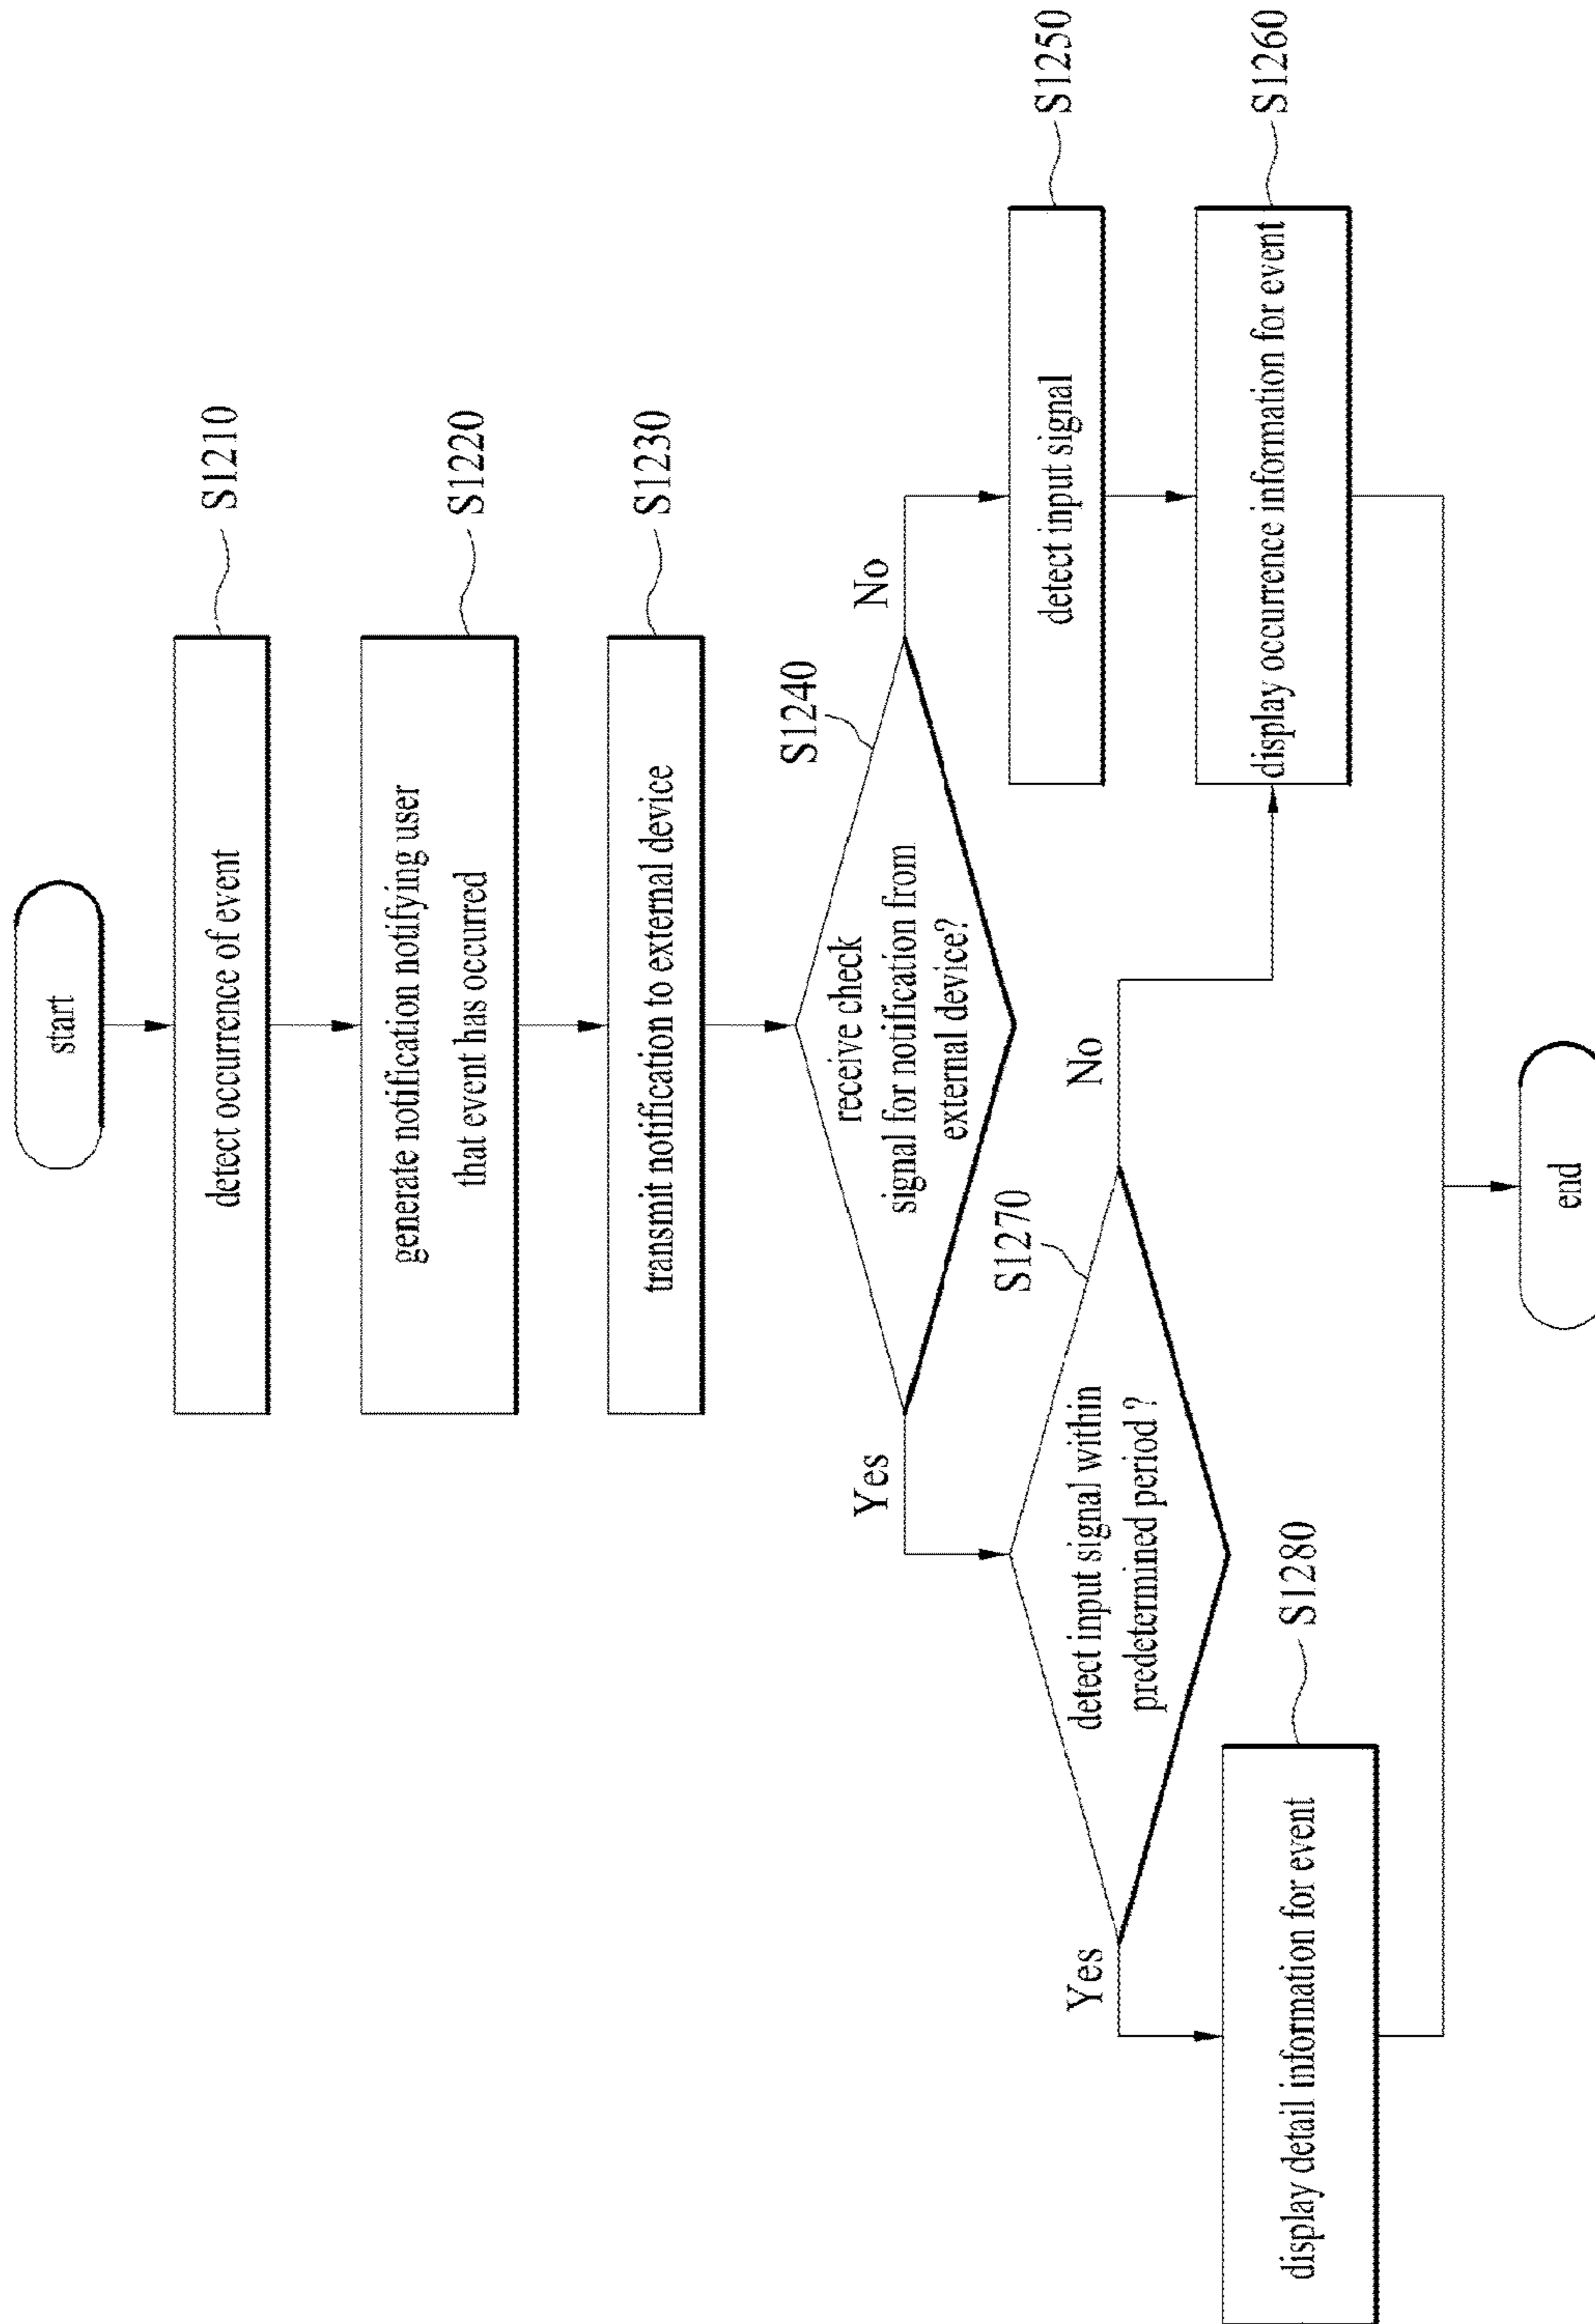 start
detect occurrence of event
S1210
generate notification notifying user
that event has occurred
S1220
transmit notification to external device
S1230
S1240
receive check
signal for notification from
external device?
Yes
No
S1270
detect input signal within
predetermined period ?
Yes
No
detect input signal
S1250
display occurrence information for event
S1260
display detail information for event
S1280
end